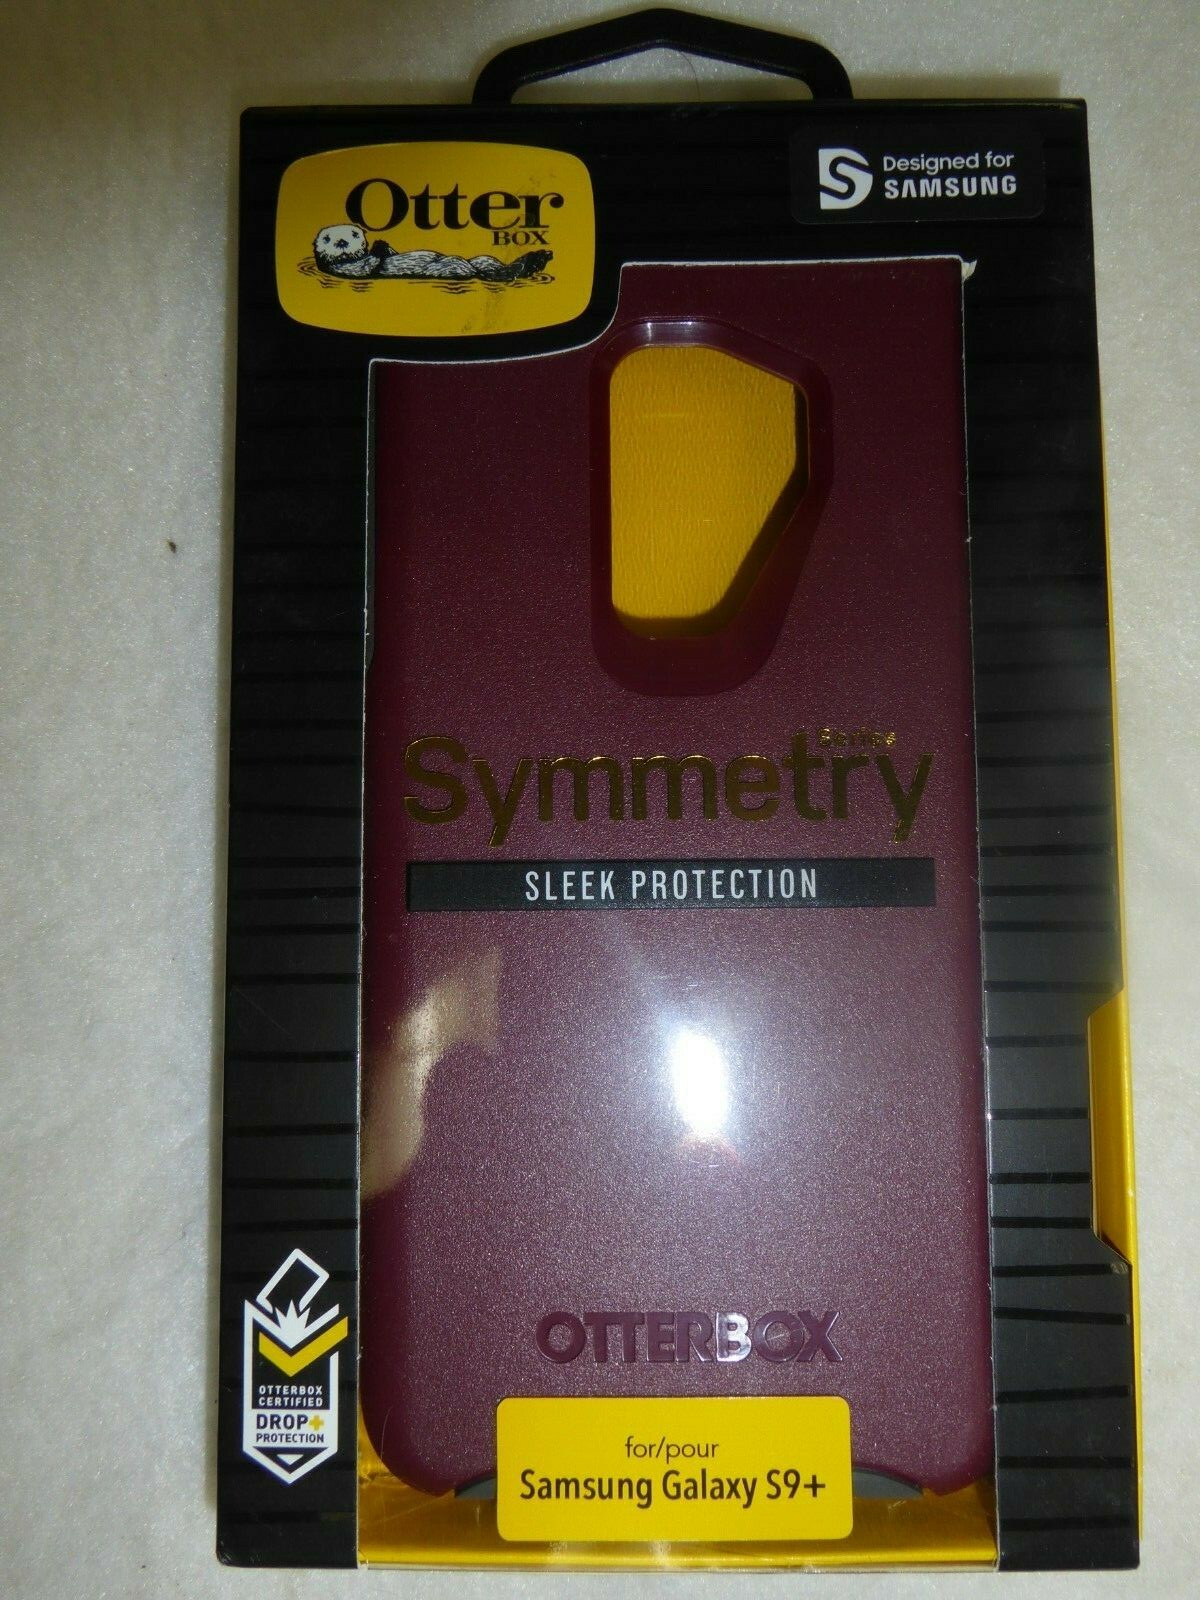 Otter
BOX
Designed for
SAMSUNG
Series
Symmetry
SLEEK PROTECTION
OTTERBOX
OTTERBOX
CERTIFIED
DROP+
PROTECTION
for/pour
Samsung Galaxy S9+